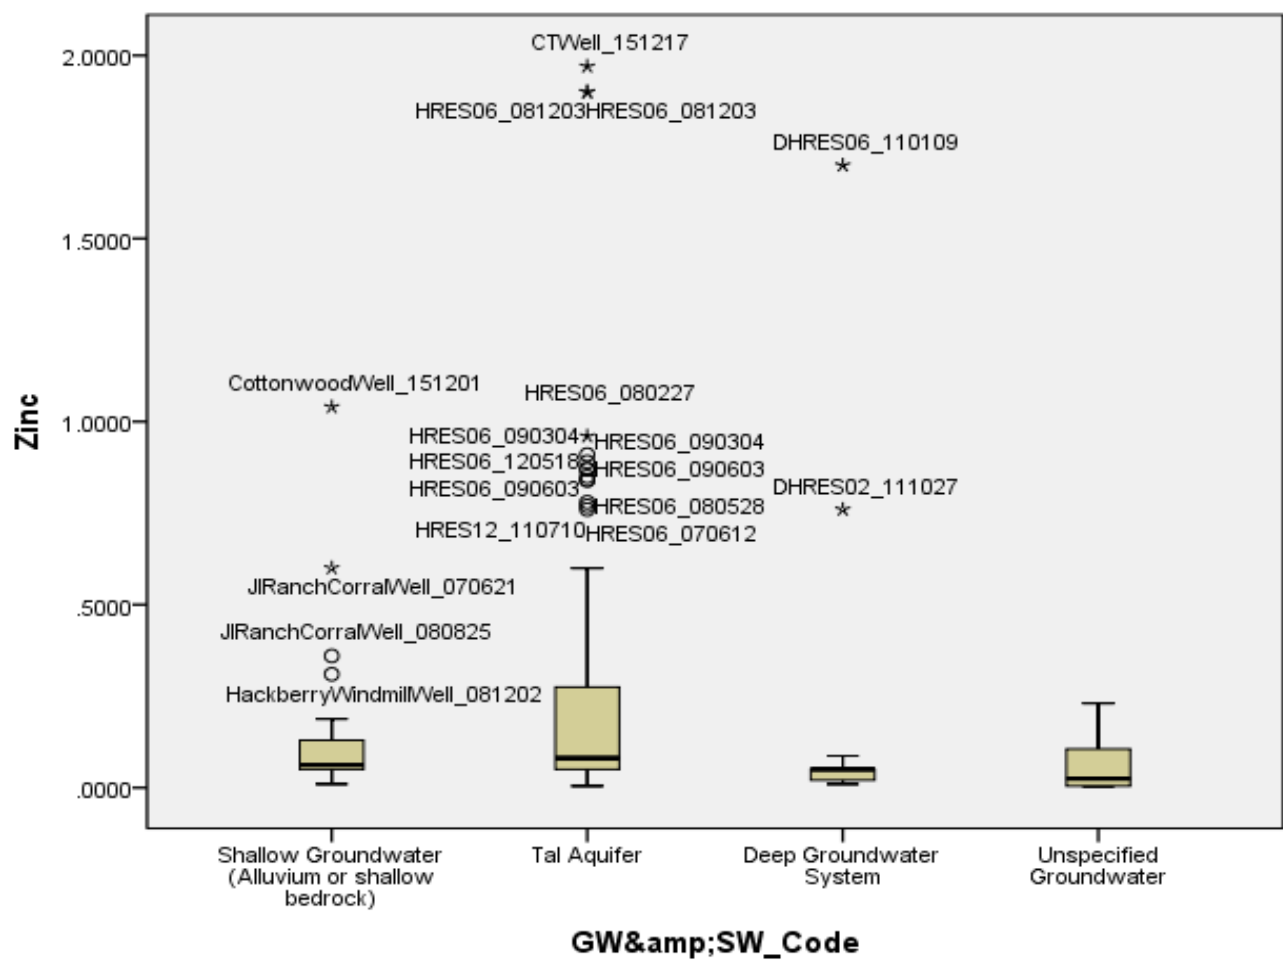 CTWell_151217
2.0000
HRES06_081203HRES06_081203
DHRES06_110109
1.5000
CottonwoodWell_151201
HRES06_080227
1.0000
HRES06_090304
HRES06_090304
HRES06_120518
HRES06_090603
HRES06_090603
DHRES02_111027
HRES06_080528
HRES12_110710
HRES06_070612
.5000
JIRanchCorralWell_070621
JIRanchCorralWell_080825
HackberryWindmillWell_081202
.0000
Zinc
Shallow Groundwater
(Alluvium or shallow
bedrock)
Tal Aquifer
Deep Groundwater
System
Unspecified
Groundwater
GW&amp;SW_Code